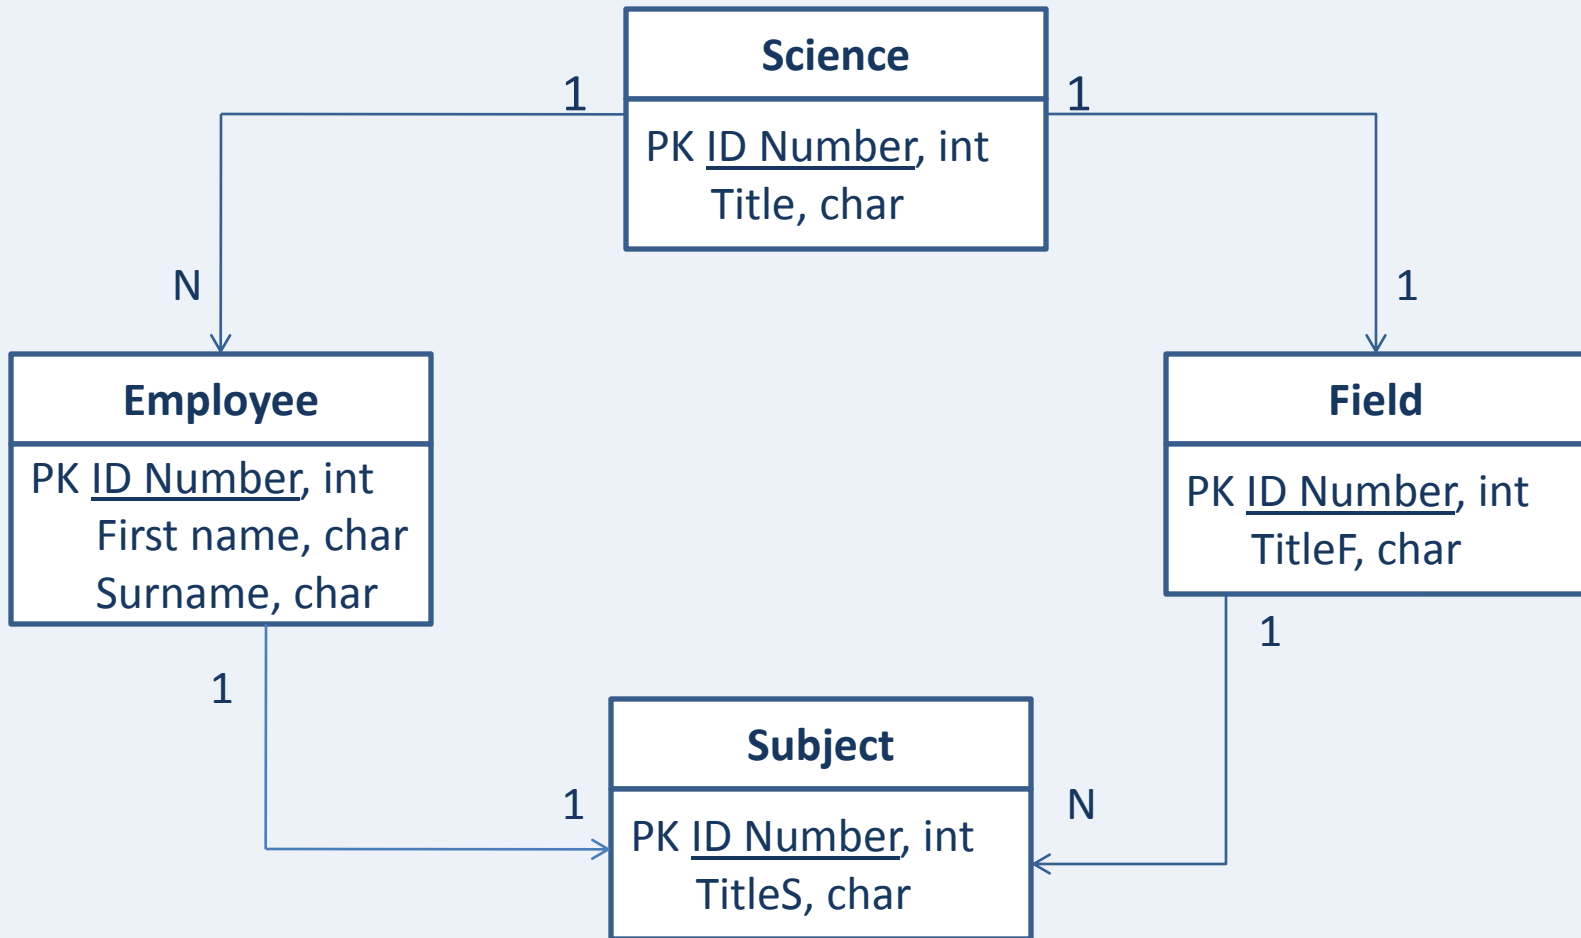 Science
1
1
PK ID Number, int
Title, char
N
1
Employee
PK ID Number, int
First name, char
Surname, char
Field
PK ID Number, int
TitleF, char
1
1
Subject
1
N
PK ID Number, int
TitleS, char